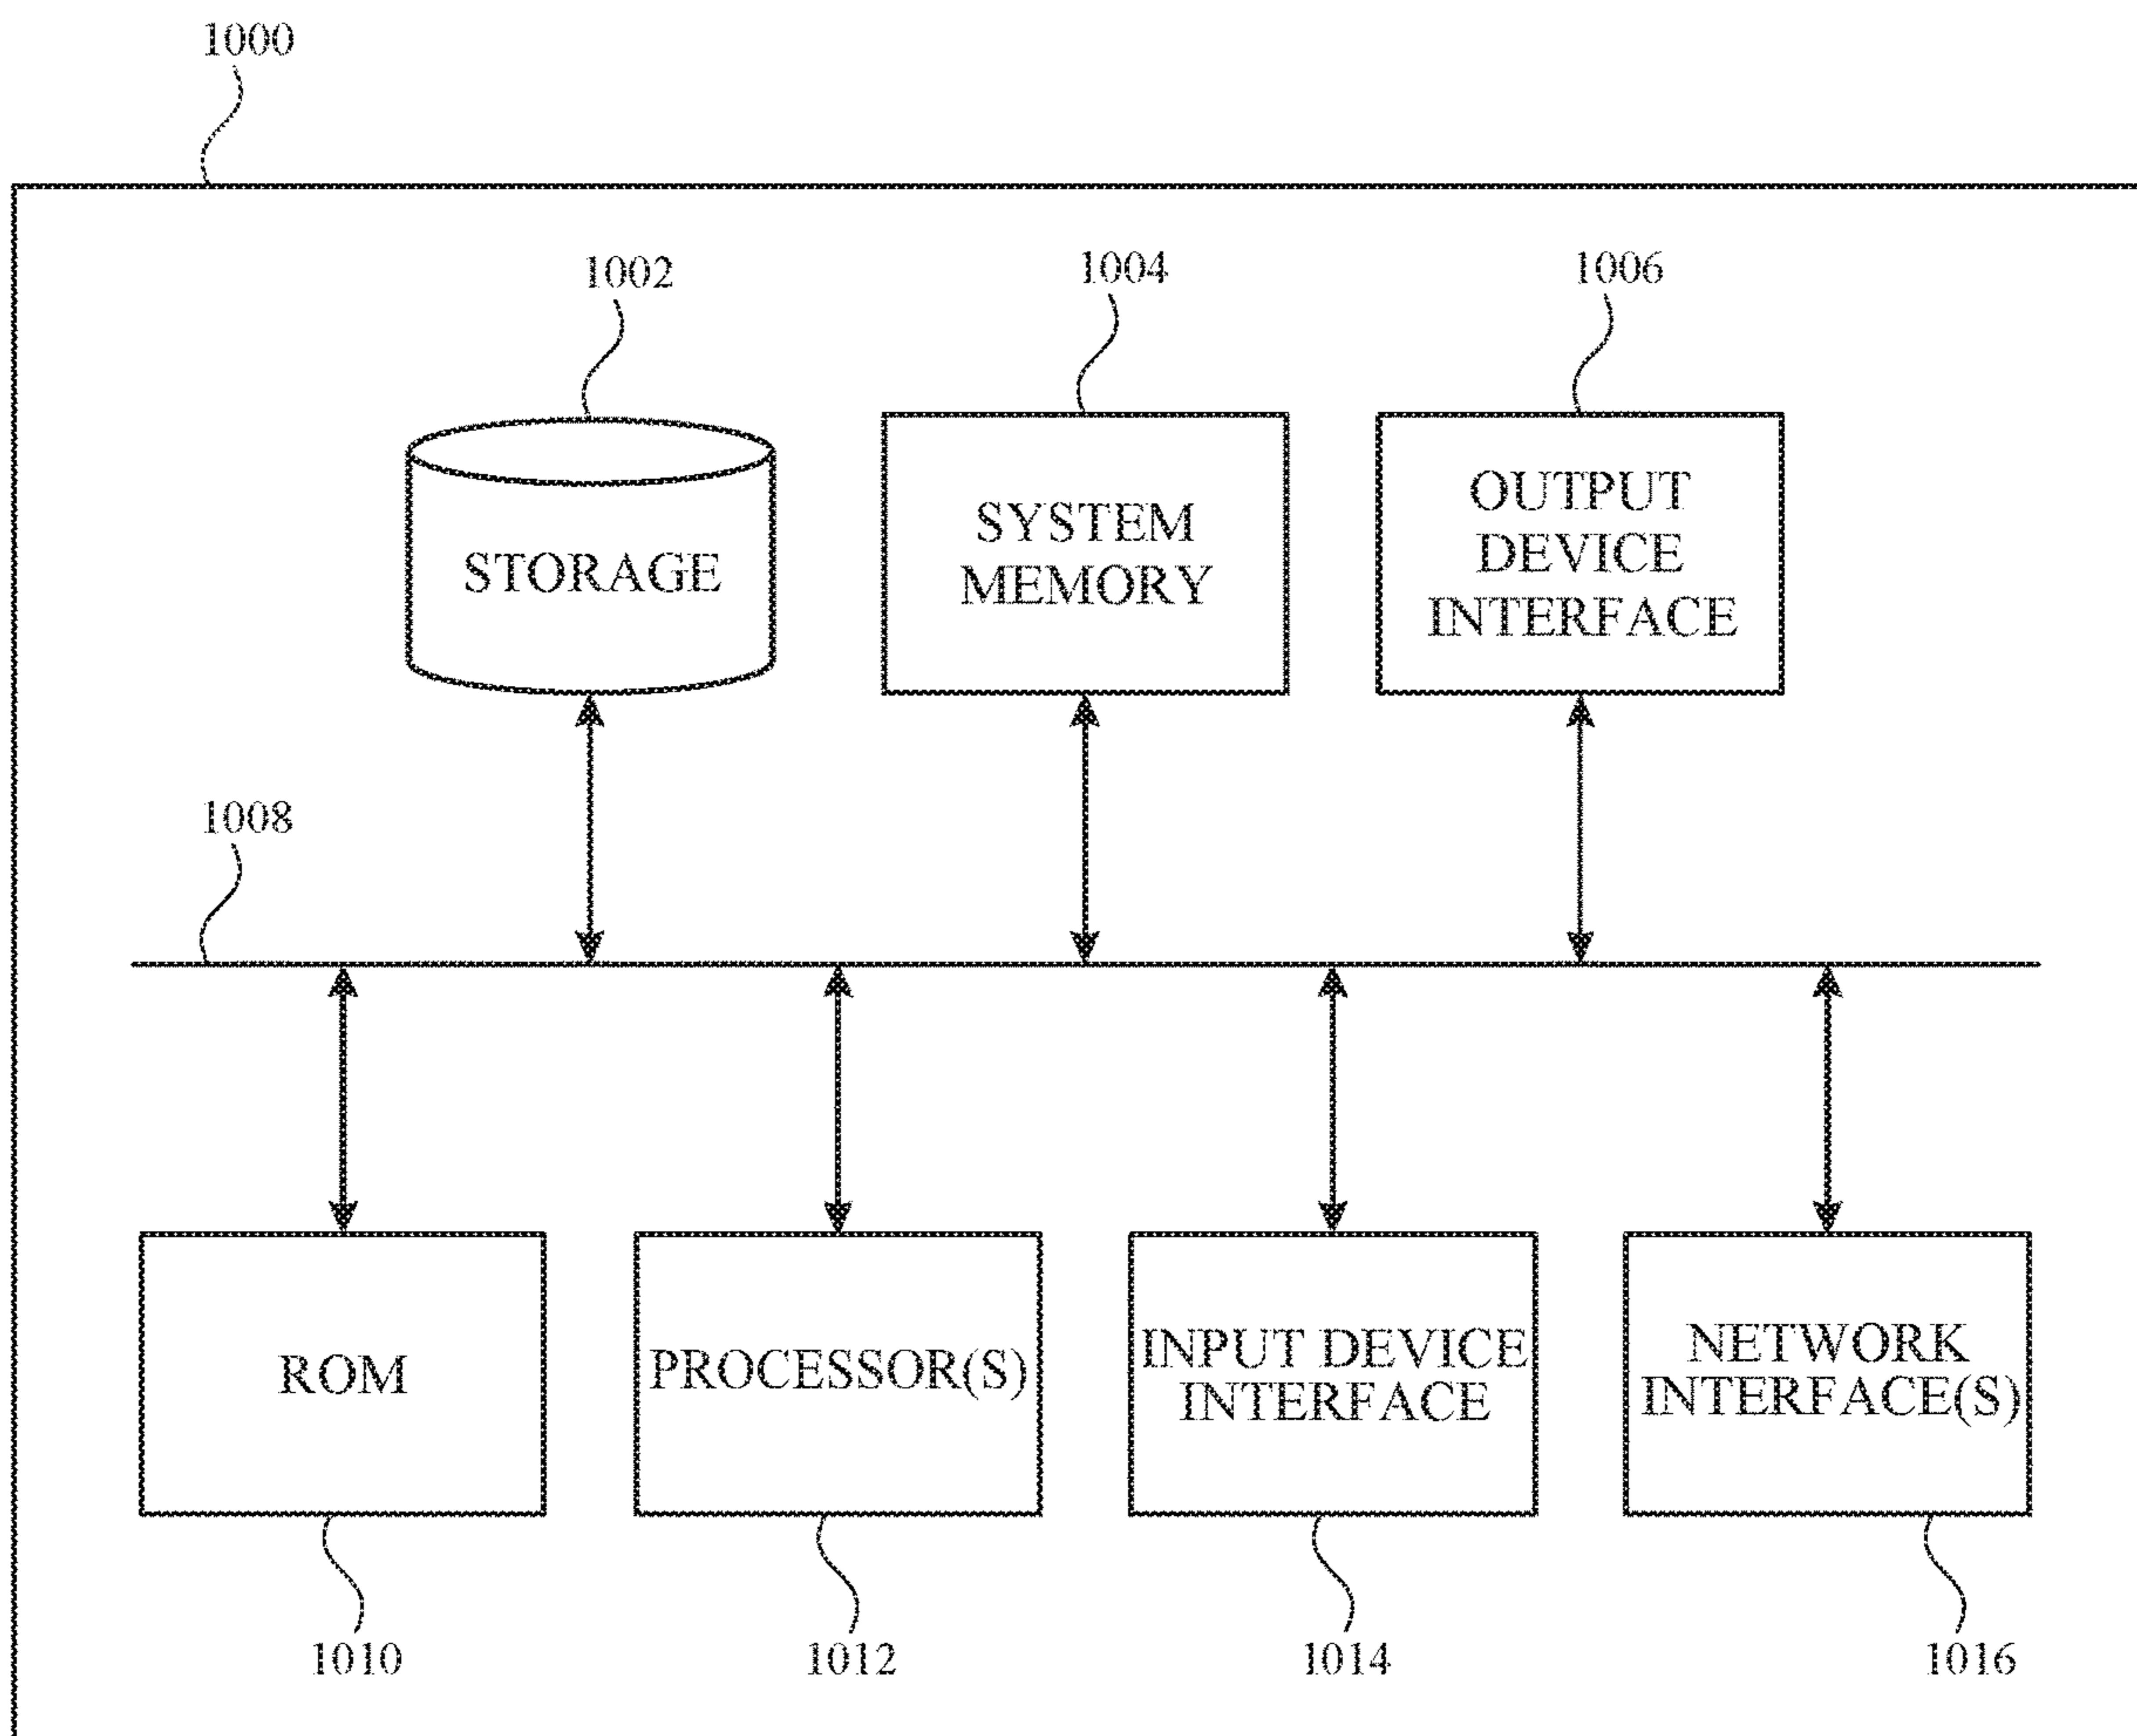 1000
1002
1004
1006
STORAGE
SYSTEM
MEMORY
OUTPUT
DEVICE
INTERFACE
1008
ROM
PROCESSOR(S)
INPUT DEVICE
INTERFACE
NETWORK
INTERFACE(S)
1010
1012
1014
1016